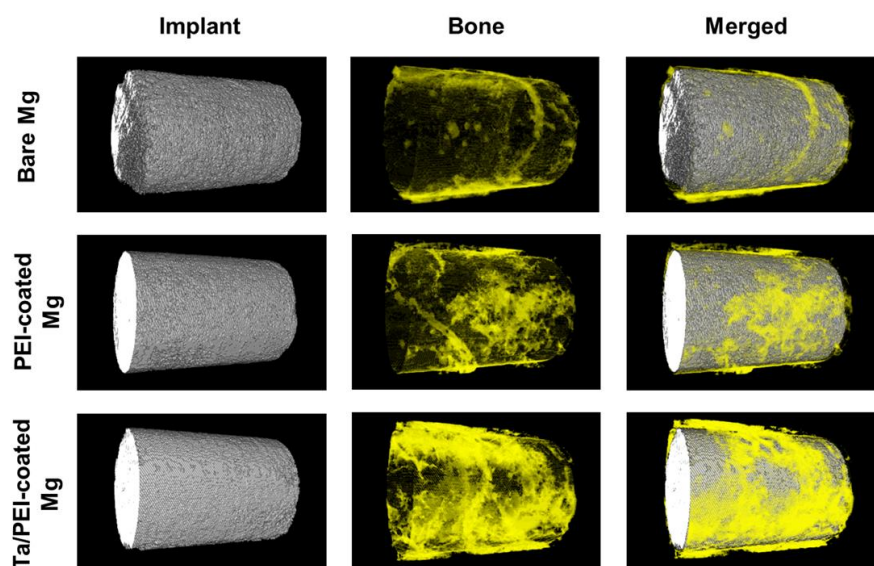 Implant
Bone
Merged
Bare Mg
PEI-coated
Mg
Ta/PEI-coated
Mg